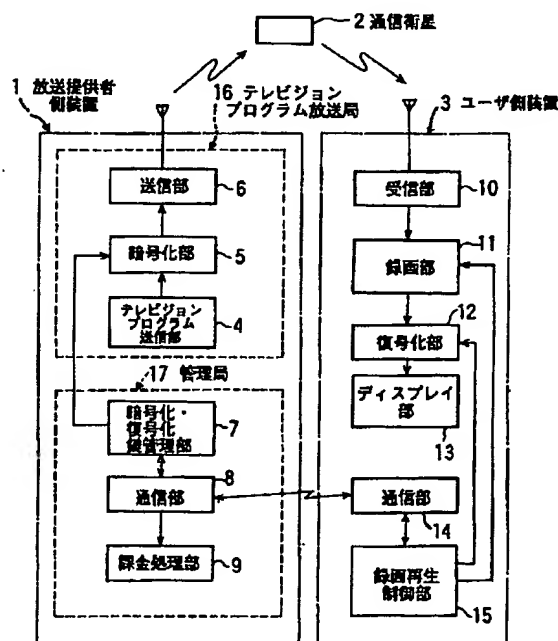 2 通信衛星
1 放送提供者
側装置
16 テレビジョン
プログラム放送局
3 ユーザ側装置
送信部
6
暗号化部
5
テレビジョン
プログラム
送信部
4
17 管理局
暗号化・
復号化
鍵管理部
7
通信部
8
課金処理部
9
受信部
10
録画部
11
復号化部
12
ディスプレイ
部
13
通信部
14
録画再生
制御部
15